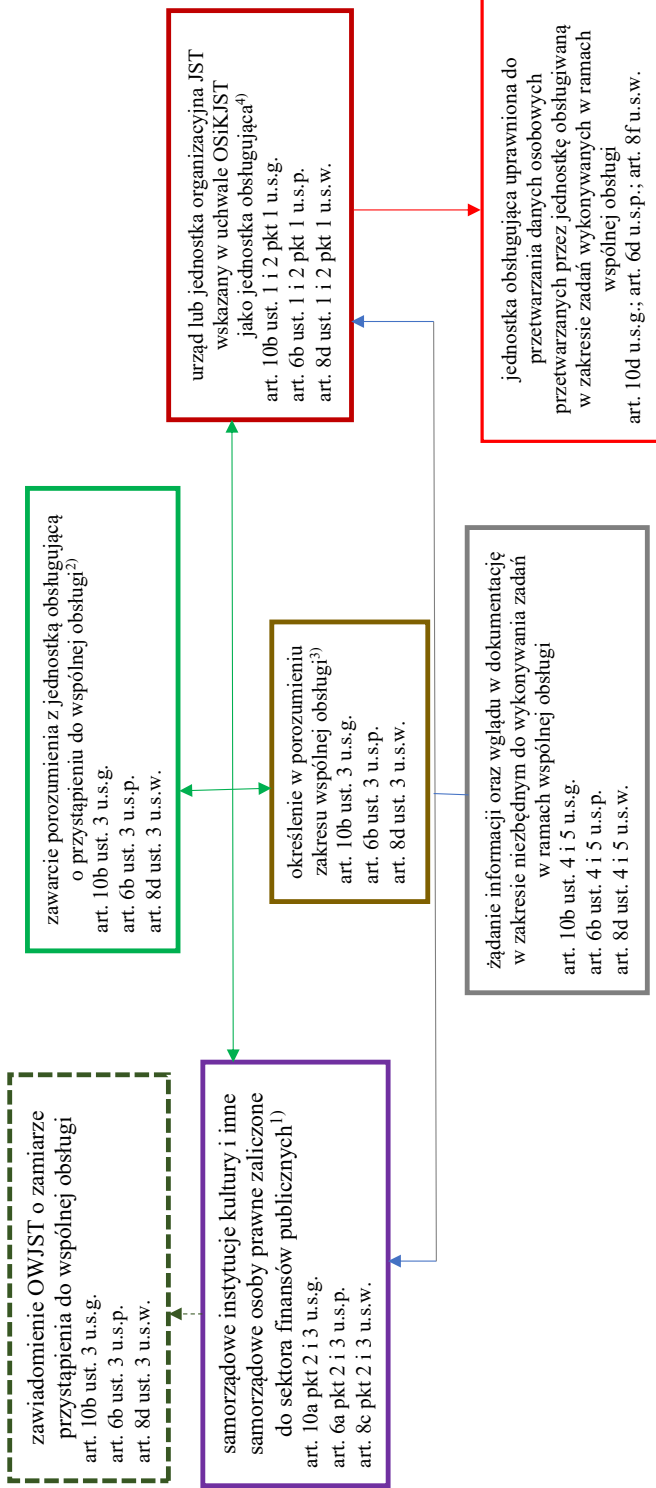 zawiadomienie OWJST o zamiarze
przystąpienia do wspólnej obsługi
art. 10b ust. 3 u.s.g.
art. 6b ust. 3 u.s.p.
art. 8d ust. 3 u.s.w.
samorządowe instytucje kultury i inne
samorządowe osoby prawne zaliczone
do sektora finansów publicznych1)
art. 10a pkt 2 i 3 u.s.g.
art. 6a pkt 2 i 3 u.s.p.
art. 8c pkt 2 i 3 u.s.w.
zawarcie porozumienia z jednostką obsługującą
o przystąpieniu do wspólnej obsługi2)
art. 10b ust. 3 u.s.g.
art. 6b ust. 3 u.s.p.
art. 8d ust. 3 u.s.w.
określenie w porozumieniu
zakresu wspólnej obsługi3)
art. 10b ust. 3 u.s.g.
art. 6b ust. 3 u.s.p.
art. 8d ust. 3 u.s.w.
żądanie informacji oraz wglądu w dokumentację
w zakresie niezbędnym do wykonywania zadań
w ramach wspólnej obsługi
art. 10b ust. 4 i 5 u.s.g.
art. 6b ust. 4 i 5 u.s.p.
art. 8d ust. 4 i 5 u.s.w.
urząd lub jednostka organizacyjna JST
wskazany w uchwale OSiKJST
jako jednostka obsługująca4)
art. 10b ust. 1 i 2 pkt 1 u.s.g.
art. 6b ust. 1 i 2 pkt 1 u.s.p.
art. 8d ust. 1 i 2 pkt 1 u.s.w.
jednostka obsługująca uprawniona do
przetwarzania danych osobowych
przetwarzanych przez jednostkę obsługiwaną
w zakresie zadań wykonywanych w ramach
wspólnej obsługi
art. 10d u.s.g.; art. 6d u.s.p.; art. 8f u.s.w.